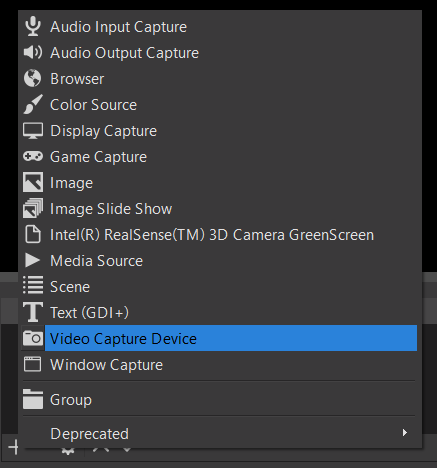 Audio Input Capture
Audio Output Capture
Browser
Color Source
Display Capture
Game Capture
Image
Image Slide Show
Intel(R) RealSense(TM) 3D Camera GreenScreen
Media Source
Scene
Text (GDI+)
Video Capture Device
Window Capture
Group
Deprecated